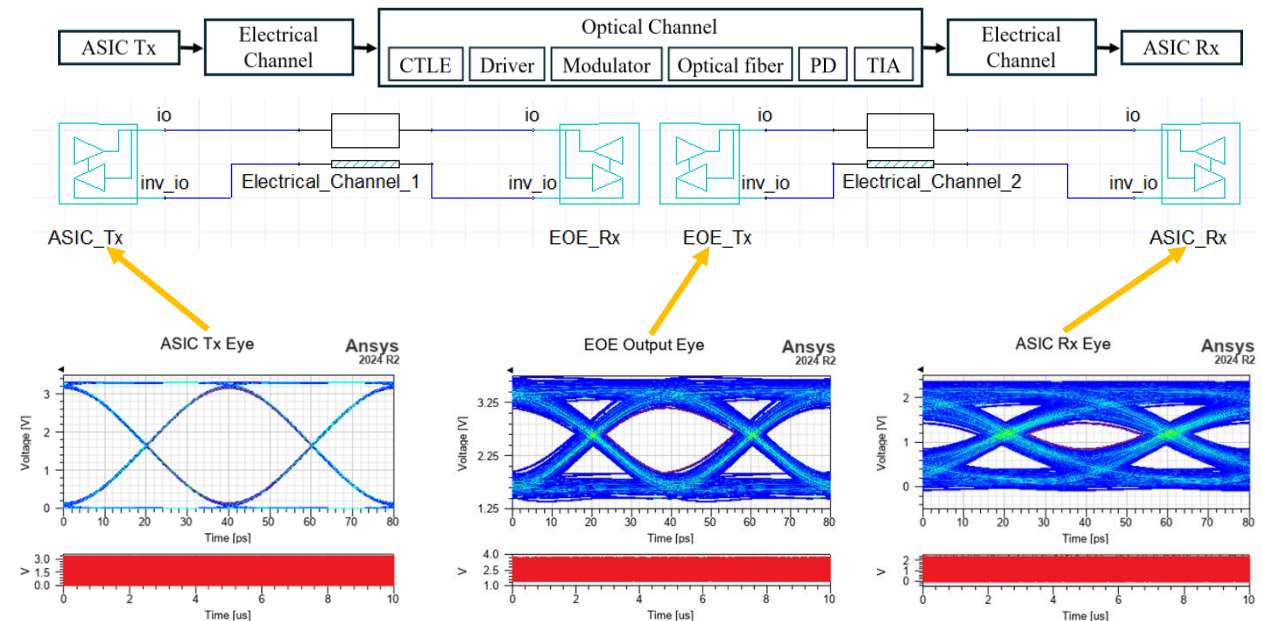 ASIC Tx
Electrical
Channel
Optical Channel
CTLE
Driver
Modulator
Optical fiber
PD
TIA
Electrical
Channel
ASIC Rx
io
io
io
io
inv_io
Electrical_Channel_1
inv_io
inv_io
Electrical_Channel_2
inv_io
ASIC_Tx
EOE_Rx
EOE_Tx
ASIC_Rx
ASIC Tx Eye
Ansys
2024 R2
Voltage [V]
3
2
1
0
0 10 20 30 40 50 60 70 80
Time [ps]
V
3.0
1.5
0.0
0 2 4 6 8 10
Time [us]
EOE Output Eye
Ansys
2024 R2
Voltage [V]
3.25
2.25
1.25
0 10 20 30 40 50 60 70 80
Time [ps]
V
4.0
2.5
1.0
0 2 4 6 8 10
Time [us]
ASIC Rx Eye
Ansys
2024 R2
Voltage [V]
2
1
0
0 10 20 30 40 50 60 70 80
Time [ps]
V
2
1
0
0 2 4 6 8 10
Time [us]